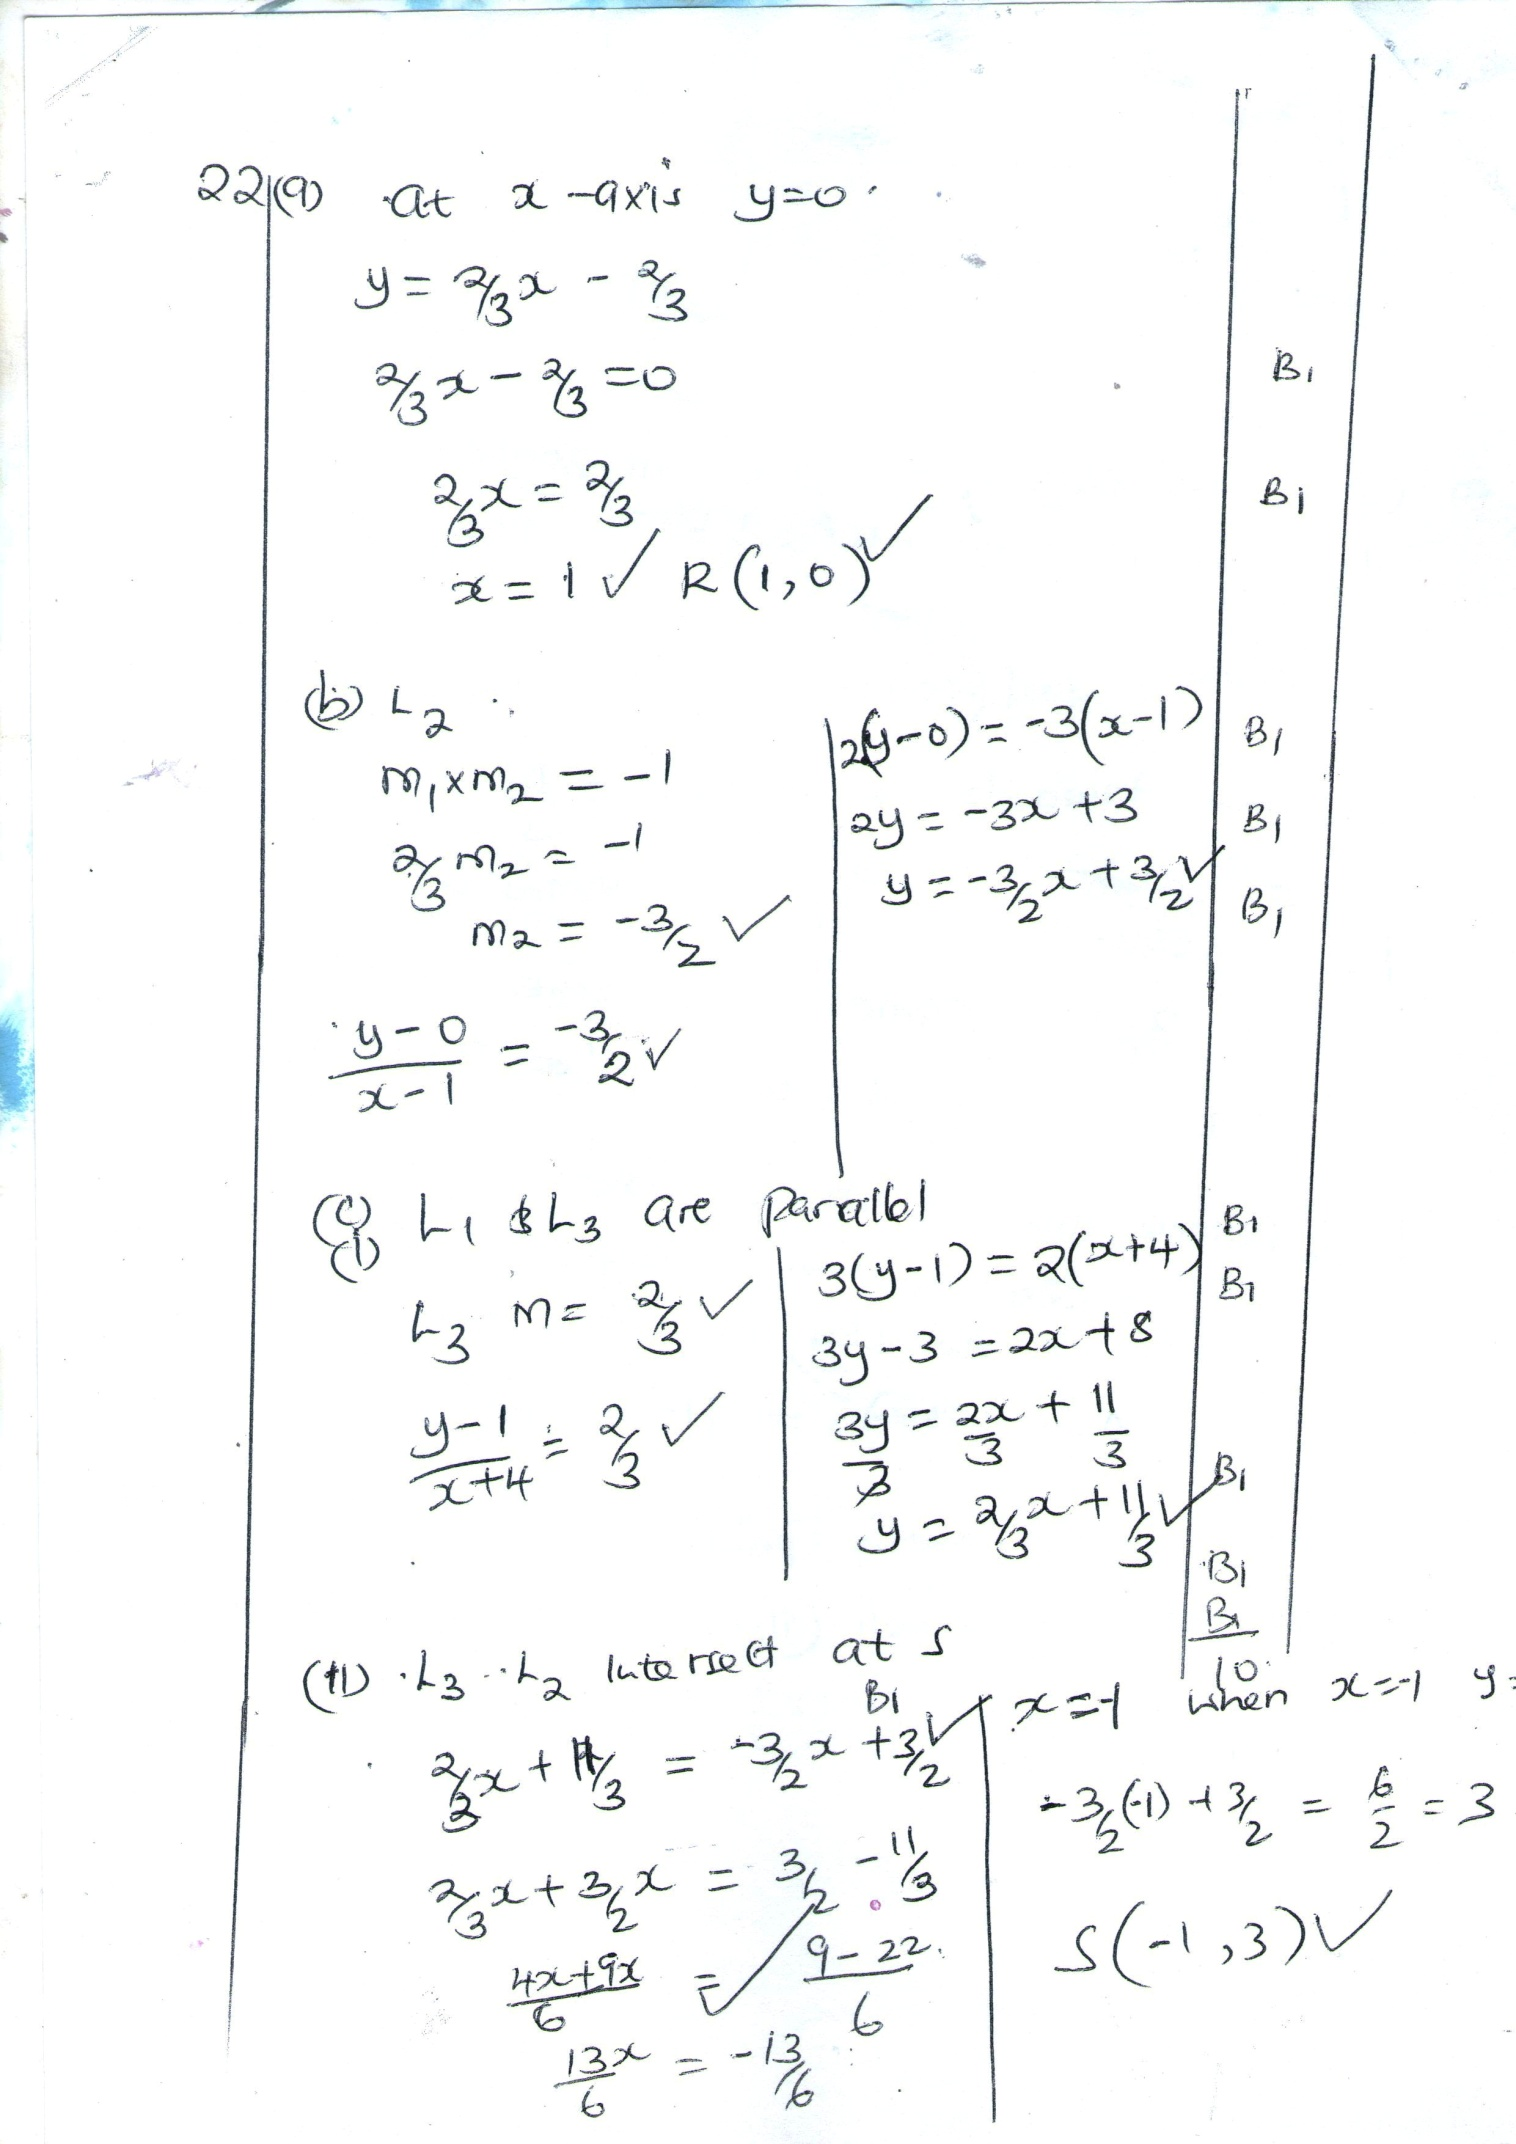 22(a) At x-axis y=0.
y = 2/3x - 2/3
2/3x - 2/3 = 0 B1
2/3x = 2/3 B1
x = 1 ✓ R(1,0) ✓
(b) L2
m1 x m2 = -1
2/3 m2 = -1
m2 = -3/2 ✓
y-0/x-1 = -3/2 ✓
2(y-0) = -3(x-1) B1
2y = -3x + 3 B1
y = -3/2x + 3/2 ✓ B1
(c) L1 & L3 are parallel B1
(i)
L3 m = 2/3 ✓
y-1/x+4 = 2/3 ✓
3(y-1) = 2(x+4) B1
3y-3 = 2x+8
3y/3 = 2x/3 + 11/3
y = 2/3x + 11/3 ✓ B1
B1
B1
10
(ii) L3 L2 Intersect at S
B1
2/3x + 11/3 = -3/2x + 3/2 ✓
2/3x + 3/2x = 3/2 - 11/3
4x+9x/6 = ✓ 9-22/6
13x/6 = -13/6
x = -1 when x=-1 y=
-3/2(-1) + 3/2 = 6/2 = 3
S(-1,3) ✓